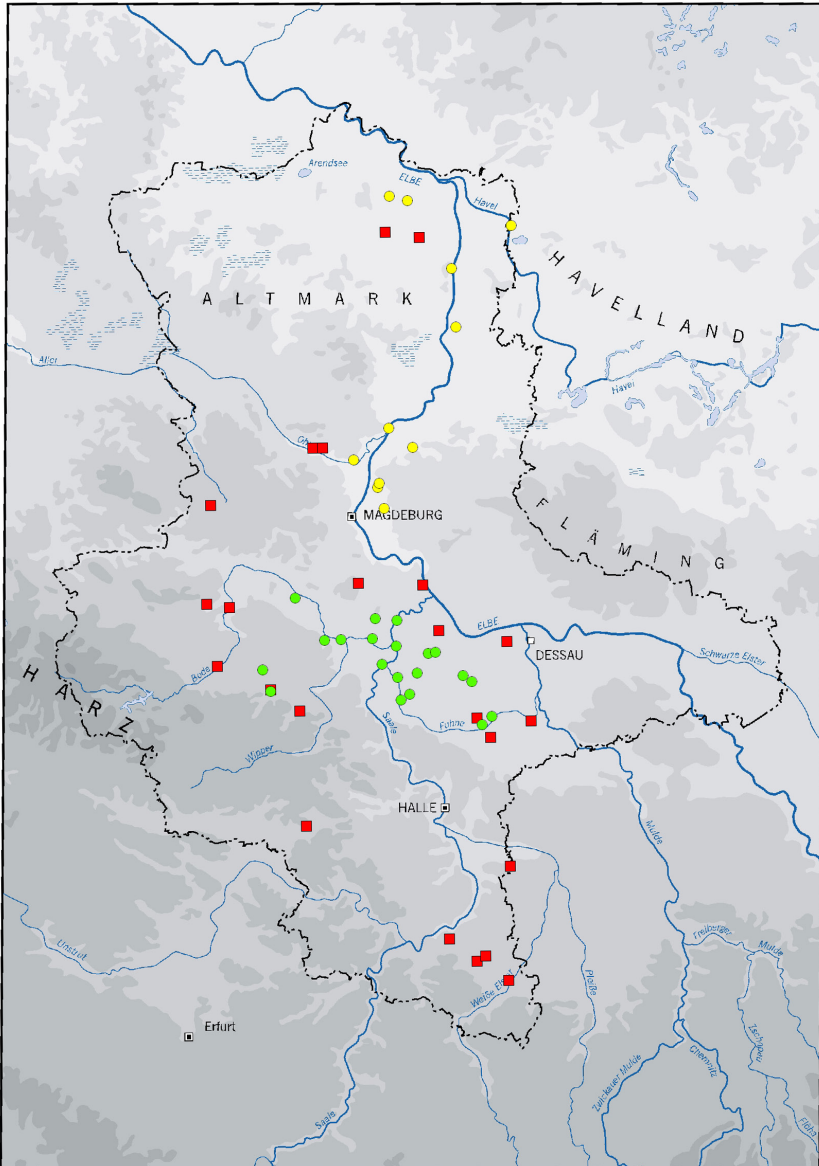 Arendsee
ELBE
Havel
HAVELLAND
ALTMARK
Aller
Havel
MAGDEBURG
FLÄMING
ELBE
DESSAU
Schwarze Elster
HARZ
Bode
Saale
Fuhne
Wipper
HALLE
Mulde
Unstrut
Freiberger
Mulde
Weiße Elster
Pleiße
Erfurt
Zwickauer Mulde
Chemnitz
Zschopau
Flöha
Saale